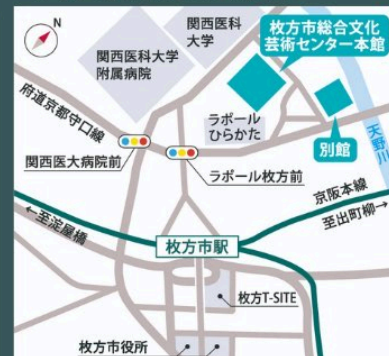 N
関西医科
大学
関西医科大学
附属病院
枚方市総合文化
芸術センター本館
府道京都守口線
ラポール
ひらかた
別館
天野川
関西医大病院前
ラポール枚方前
京阪本線
至出町柳→
←至淀屋橋
枚方市駅
枚方T-SITE
枚方市役所